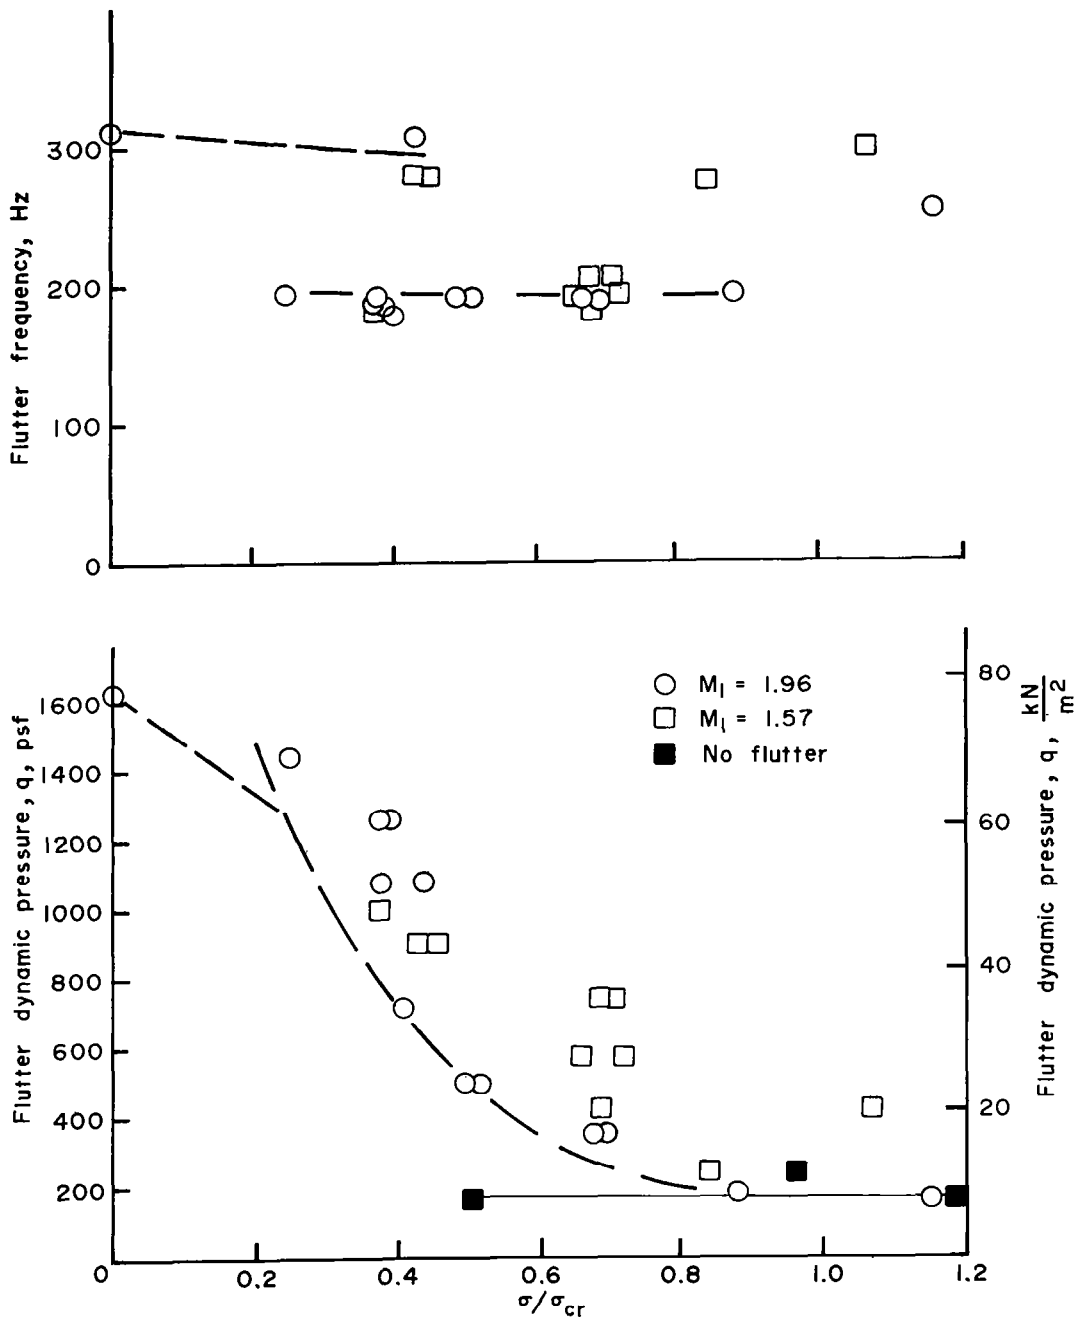 Flutter frequency, Hz
300
200
100
0
Flutter dynamic pressure, q, psf
1600
1400
1200
1000
800
600
400
200
M₁ = 1.96
M₁ = 1.57
No flutter
80
60
40
20
Flutter dynamic pressure, q, kN/m²
0 0.2 0.4 0.6 0.8 1.0 1.2
σ/σcr